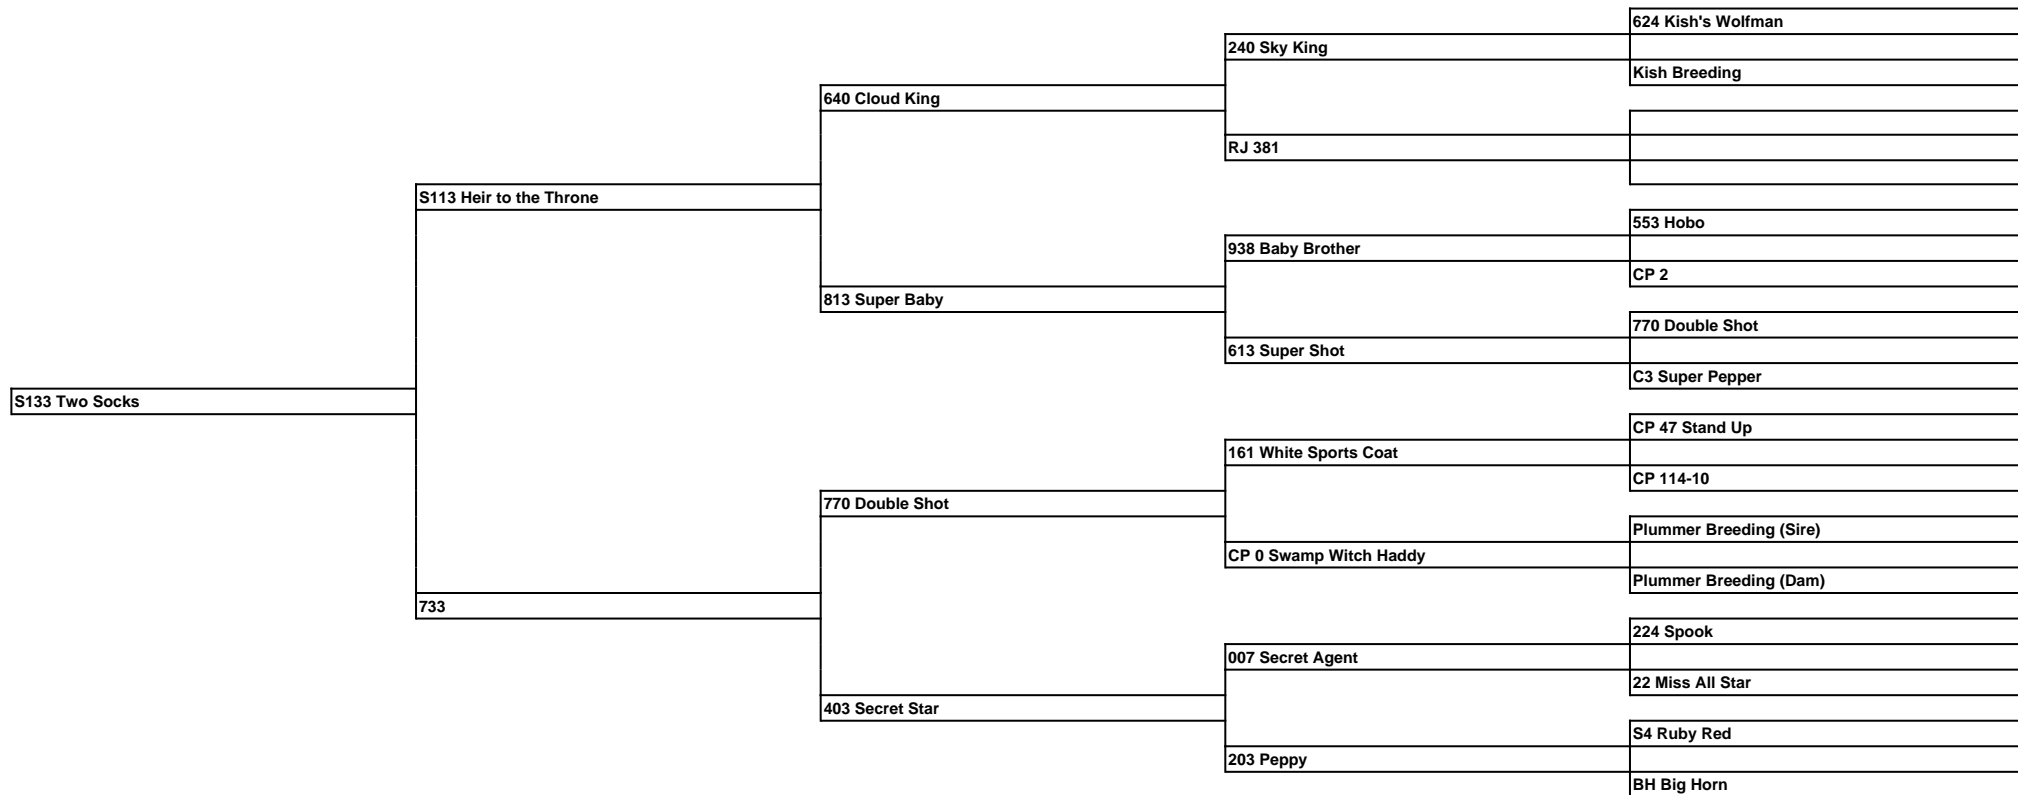 624 Kish's Wolfman
240 Sky King
Kish Breeding
640 Cloud King
RJ 381
S113 Heir to the Throne
553 Hobo
938 Baby Brother
CP 2
813 Super Baby
770 Double Shot
613 Super Shot
C3 Super Pepper
S133 Two Socks
CP 47 Stand Up
161 White Sports Coat
CP 114-10
770 Double Shot
Plummer Breeding (Sire)
CP 0 Swamp Witch Haddy
Plummer Breeding (Dam)
733
224 Spook
007 Secret Agent
22 Miss All Star
403 Secret Star
S4 Ruby Red
203 Peppy
BH Big Horn